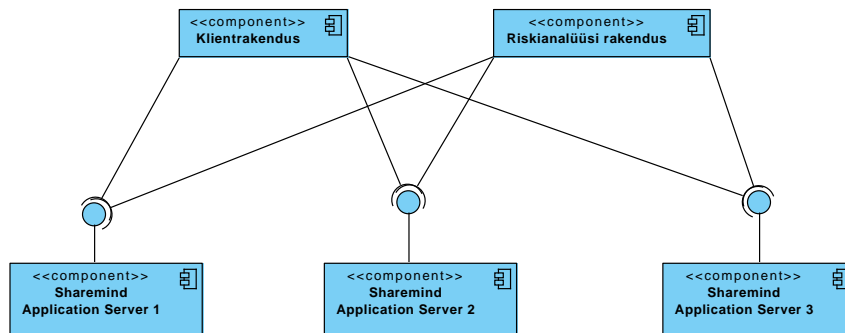 <<component>>
Klientrakendus
<<component>>
Riskianalüüsi rakendus
<<component>>
Sharemind
Application Server 1
<<component>>
Sharemind
Application Server 2
<<component>>
Sharemind
Application Server 3